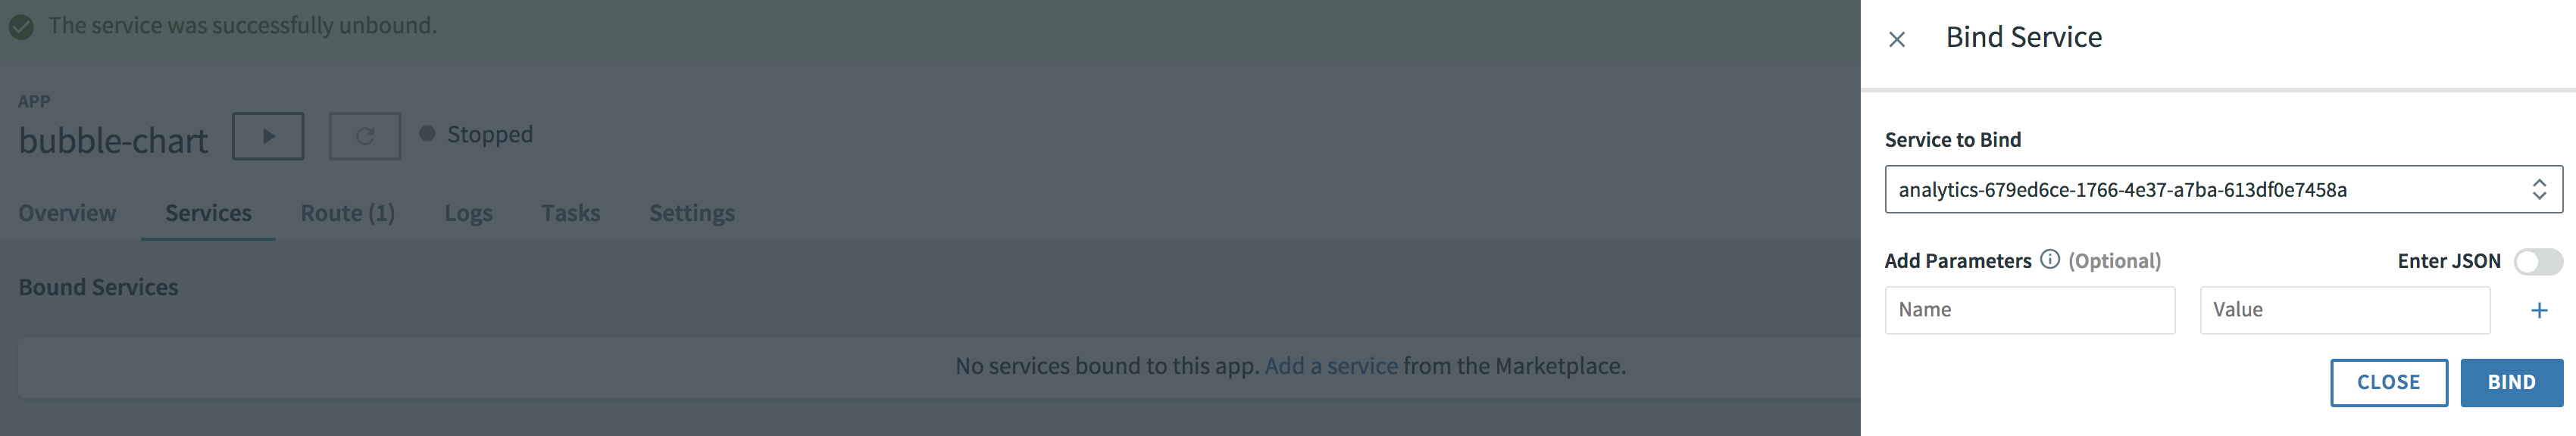 The service was successfully unbound.
APP
bubble-chart
Stopped
Overview Services Route (1) Logs Tasks Settings
Bound Services
No services bound to this app. Add a service from the Marketplace.
Bind Service
Service to Bind
analytics-679ed6ce-1766-4e37-a7ba-613df0e7458a
Add Parameters (Optional) Enter JSON
Name Value
CLOSE BIND